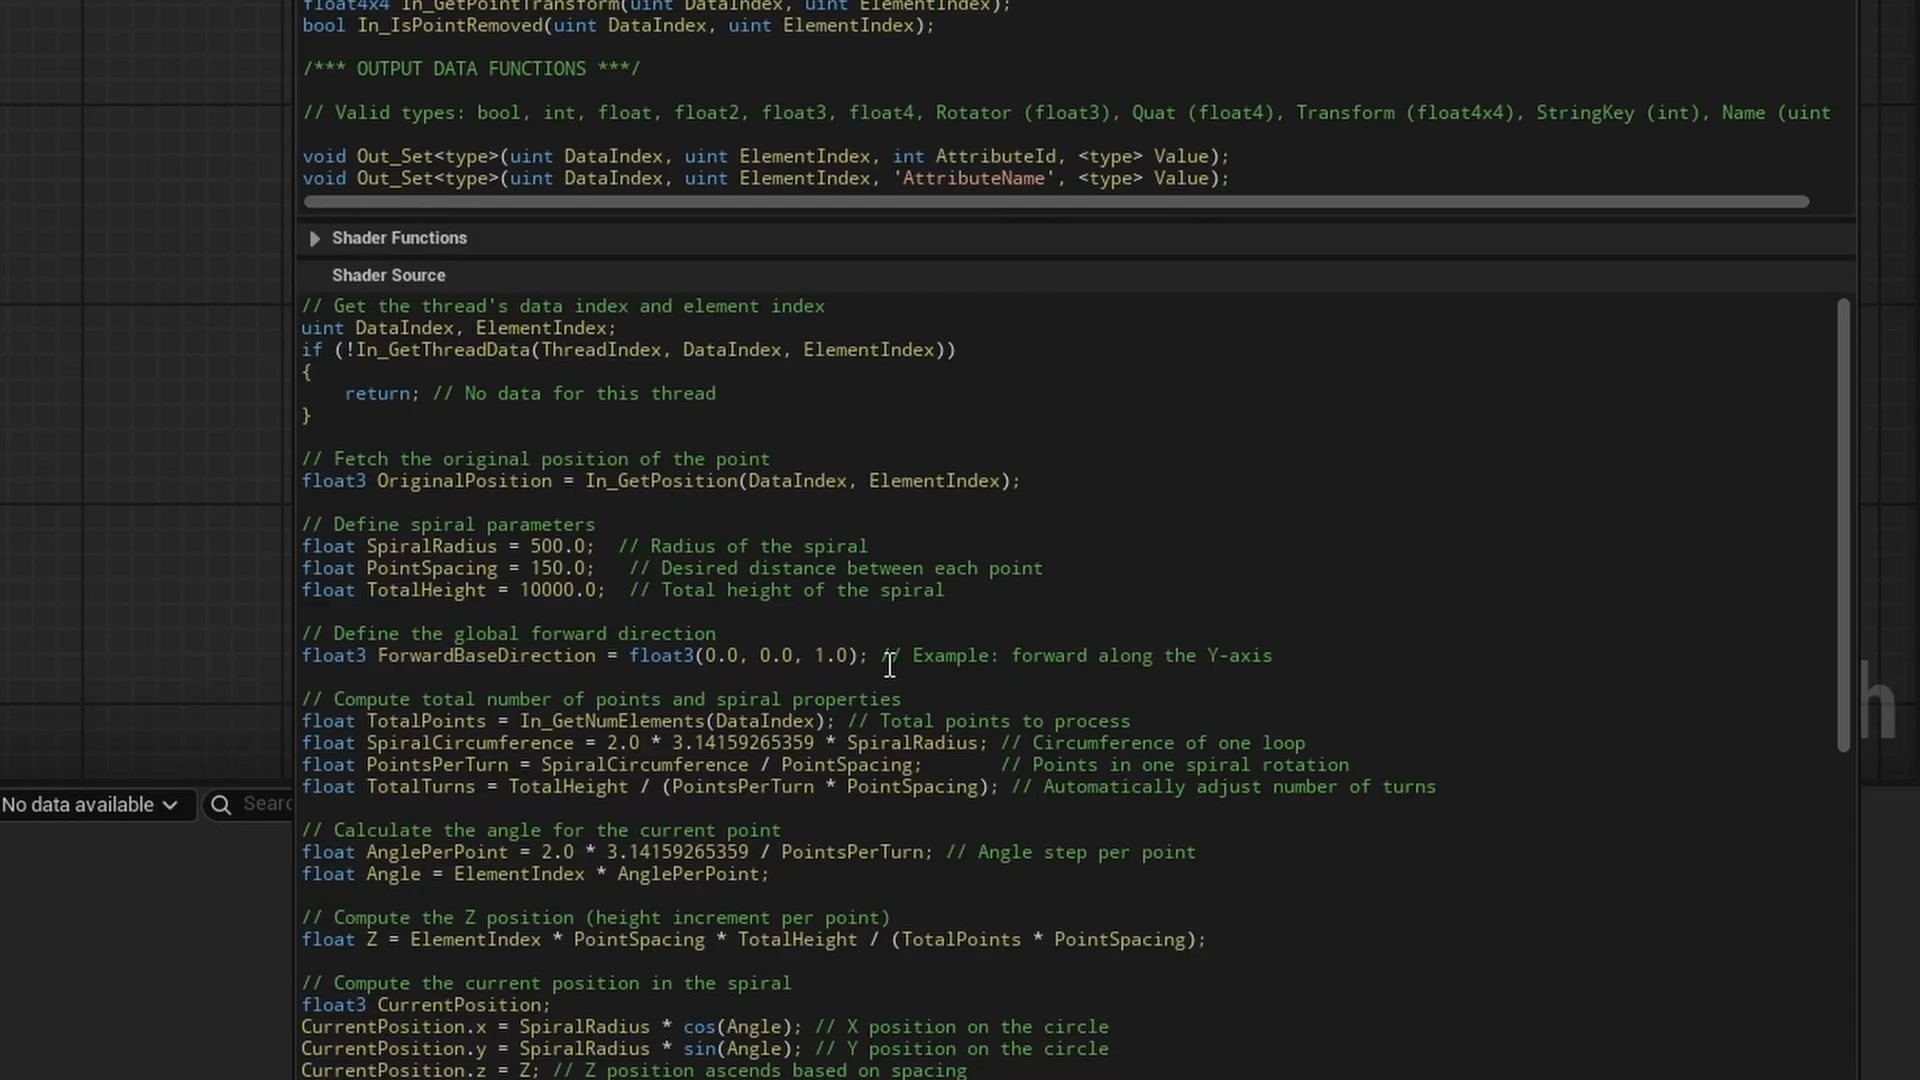 float4x4 In_GetPointTransform(uint DataIndex, uint ElementIndex);
bool In_IsPointRemoved(uint DataIndex, uint ElementIndex);
/*** OUTPUT DATA FUNCTIONS ***/
// Valid types: bool, int, float, float2, float3, float4, Rotator (float3), Quat (float4), Transform (float4x4), StringKey (int), Name (uint
void Out_Set<type>(uint DataIndex, uint ElementIndex, int AttributeId, <type> Value);
void Out_Set<type>(uint DataIndex, uint ElementIndex, 'AttributeName', <type> Value);
Shader Functions
Shader Source
// Get the thread's data index and element index
uint DataIndex, ElementIndex;
if (!In_GetThreadData(ThreadIndex, DataIndex, ElementIndex))
{
    return; // No data for this thread
}
// Fetch the original position of the point
float3 OriginalPosition = In_GetPosition(DataIndex, ElementIndex);
// Define spiral parameters
float SpiralRadius = 500.0;  // Radius of the spiral
float PointSpacing = 150.0;   // Desired distance between each point
float TotalHeight = 10000.0;  // Total height of the spiral
// Define the global forward direction
float3 ForwardBaseDirection = float3(0.0, 0.0, 1.0); // Example: forward along the Y-axis
// Compute total number of points and spiral properties
float TotalPoints = In_GetNumElements(DataIndex); // Total points to process
float SpiralCircumference = 2.0 * 3.14159265359 * SpiralRadius; // Circumference of one loop
float PointsPerTurn = SpiralCircumference / PointSpacing;       // Points in one spiral rotation
float TotalTurns = TotalHeight / (PointsPerTurn * PointSpacing); // Automatically adjust number of turns
No data available
Searc
// Calculate the angle for the current point
float AnglePerPoint = 2.0 * 3.14159265359 / PointsPerTurn; // Angle step per point
float Angle = ElementIndex * AnglePerPoint;
// Compute the Z position (height increment per point)
float Z = ElementIndex * PointSpacing * TotalHeight / (TotalPoints * PointSpacing);
// Compute the current position in the spiral
float3 CurrentPosition;
CurrentPosition.x = SpiralRadius * cos(Angle); // X position on the circle
CurrentPosition.y = SpiralRadius * sin(Angle); // Y position on the circle
CurrentPosition.z = Z; // Z position ascends based on spacing